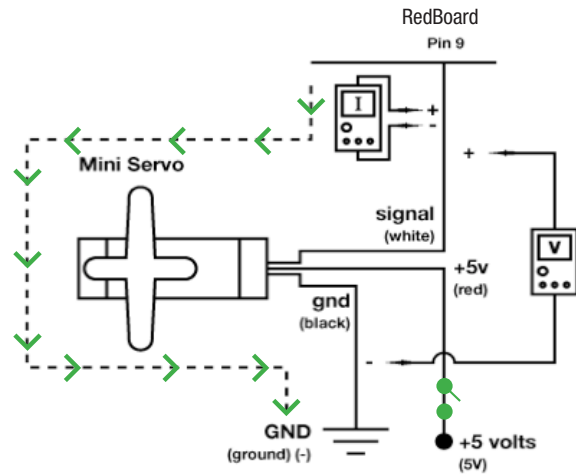 RedBoard
Pin 9
I
+
-
Mini Servo
+
signal
(white)
V
+5v
(red)
gnd
(black)
-
GND
(ground) (-)
+5 volts
(5V)